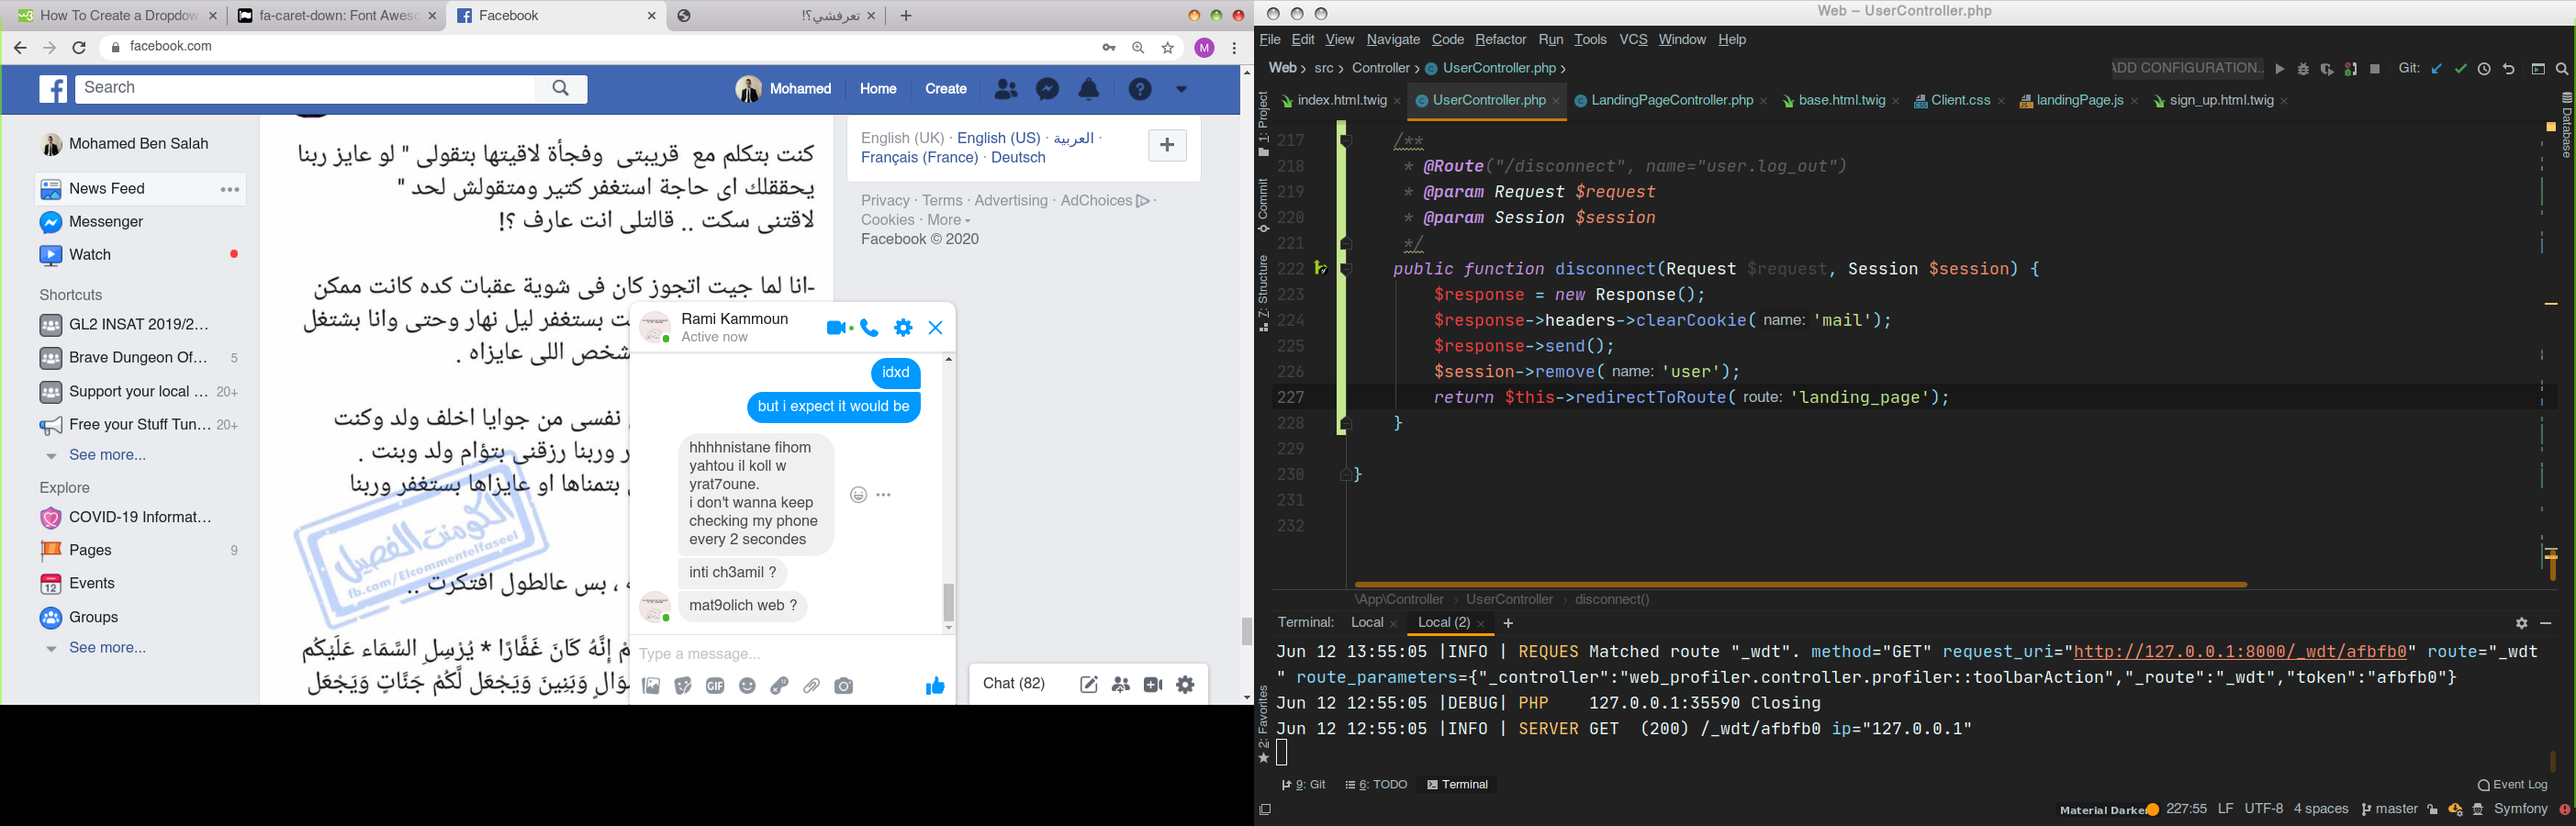 How To Create a Dropdow
fa-caret-down: Font Aweso
Facebook
تعرفشي؟!
facebook.com
M
Search
Mohamed
Home
Create
Mohamed Ben Salah
News Feed
Messenger
Watch
Shortcuts
GL2 INSAT 2019/2...
Brave Dungeon Of... 5
Support your local ... 20+
Free your Stuff Tun... 20+
See more...
Explore
COVID-19 Informat...
Pages 9
Events
Groups
See more...
كنت بتكلم مع قريبتى وفجأة لاقيتها بتقولى " لو عايز ربنا
يحققلك اى حاجة استغفر كتير ومتقولش لحد "
لاقتنى سكت .. قالتلى انت عارف ؟!
-انا لما جيت اتجوز كان فى شوية عقبات كده كانت ممكن
ت بستغفر ليل نهار وحتى وانا بشتغل
شخص اللى عايزاه .
نفسى من جوايا اخلف ولد وكنت
ر وربنا رزقنى بتؤام ولد وبنت .
بتمناها او عايزاها بستغفر وربنا
، بس عالطول افتكرت ..
إِنَّهُ كَانَ غَفَّارًا * يُرْسِلِ السَّمَاء عَلَيْكُم
وَالٍ وَبَنِينَ وَيَجْعَل لَّكُمْ جَنَّاتٍ وَيَجْعَل
الكومنت الفصيل
fb.com/Elcommentelfaseel
English (UK) · English (US) · العربية ·
Français (France) · Deutsch
Privacy · Terms · Advertising · AdChoices ·
Cookies · More
Facebook © 2020
Rami Kammoun
Active now
idxd
but i expect it would be
hhhhnistane fihom
yahtou il koll w
yrat7oune.
i don't wanna keep
checking my phone
every 2 secondes
inti ch3amil ?
mat9olich web ?
Type a message...
GIF
Chat (82)
Web – UserController.php
File Edit View Navigate Code Refactor Run Tools VCS Window Help
Web > src > Controller > UserController.php >
ADD CONFIGURATION..
Git:
index.html.twig
UserController.php
LandingPageController.php
base.html.twig
Client.css
landingPage.js
sign_up.html.twig
1: Project
Commit
7: Structure
2: Favorites
Database
217 /**
218 * @Route("/disconnect", name="user.log_out")
219 * @param Request $request
220 * @param Session $session
221 */
222 public function disconnect(Request $request, Session $session) {
223 $response = new Response();
224 $response->headers->clearCookie( name: 'mail');
225 $response->send();
226 $session->remove( name: 'user');
227 return $this->redirectToRoute( route: 'landing_page');
228 }
229
230 }
231
232
\App\Controller > UserController > disconnect()
Terminal: Local Local (2)
Jun 12 13:55:05 |INFO | REQUES Matched route "_wdt". method="GET" request_uri="http://127.0.0.1:8000/_wdt/afbfb0" route="_wdt
" route_parameters={"_controller":"web_profiler.controller.profiler::toolbarAction","_route":"_wdt","token":"afbfb0"}
Jun 12 12:55:05 |DEBUG| PHP 127.0.0.1:35590 Closing
Jun 12 12:55:05 |INFO | SERVER GET (200) /_wdt/afbfb0 ip="127.0.0.1"
9: Git
6: TODO
Terminal
Event Log
Material Darker
227:55 LF UTF-8 4 spaces master Symfony